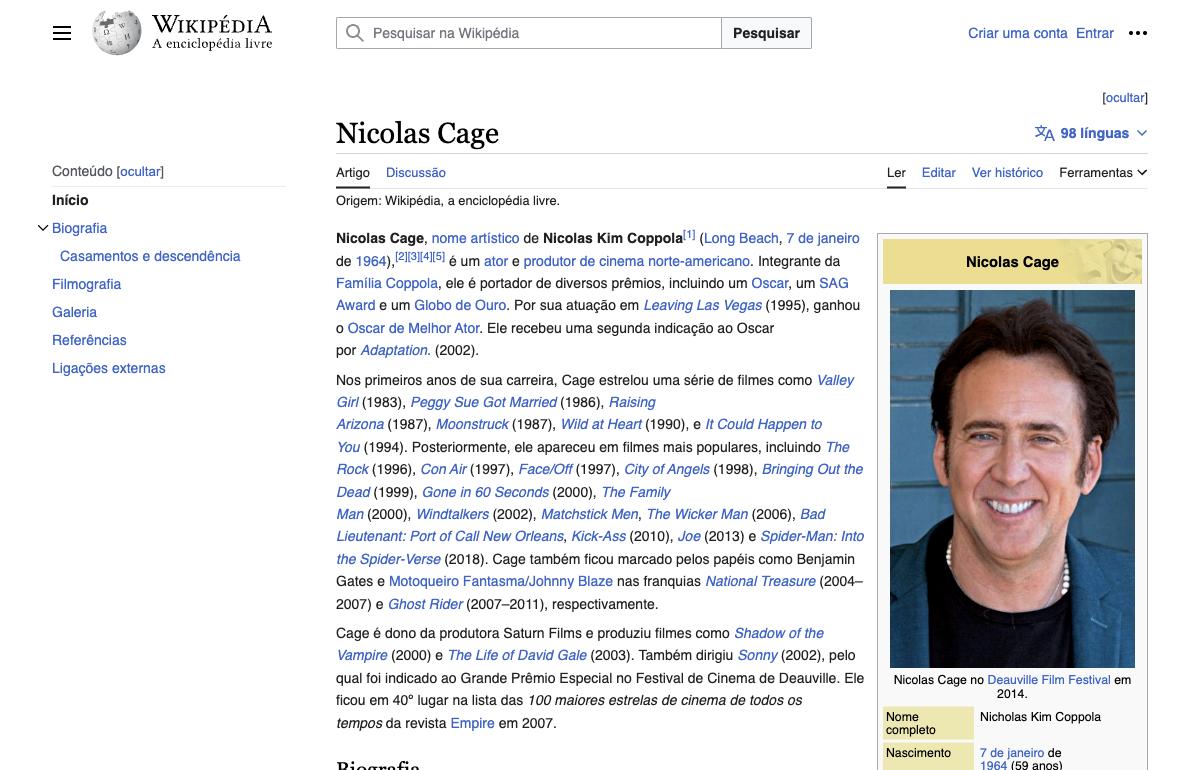 WIKIPÉDIA
A enciclopédia livre
Pesquisar na Wikipédia
Pesquisar
Criar uma conta Entrar
[ocultar]
Nicolas Cage
98 línguas
Conteúdo [ocultar]
Início
Biografia
Casamentos e descendência
Filmografia
Galeria
Referências
Ligações externas
Artigo Discussão
Ler Editar Ver histórico Ferramentas
Origem: Wikipédia, a enciclopédia livre.
Nicolas Cage, nome artístico de Nicolas Kim Coppola[1] (Long Beach, 7 de janeiro
de 1964),[2][3][4][5] é um ator e produtor de cinema norte-americano. Integrante da
Família Coppola, ele é portador de diversos prêmios, incluindo um Oscar, um SAG
Award e um Globo de Ouro. Por sua atuação em Leaving Las Vegas (1995), ganhou
o Oscar de Melhor Ator. Ele recebeu uma segunda indicação ao Oscar
por Adaptation. (2002).
Nos primeiros anos de sua carreira, Cage estrelou uma série de filmes como Valley
Girl (1983), Peggy Sue Got Married (1986), Raising
Arizona (1987), Moonstruck (1987), Wild at Heart (1990), e It Could Happen to
You (1994). Posteriormente, ele apareceu em filmes mais populares, incluindo The
Rock (1996), Con Air (1997), Face/Off (1997), City of Angels (1998), Bringing Out the
Dead (1999), Gone in 60 Seconds (2000), The Family
Man (2000), Windtalkers (2002), Matchstick Men, The Wicker Man (2006), Bad
Lieutenant: Port of Call New Orleans, Kick-Ass (2010), Joe (2013) e Spider-Man: Into
the Spider-Verse (2018). Cage também ficou marcado pelos papéis como Benjamin
Gates e Motoqueiro Fantasma/Johnny Blaze nas franquias National Treasure (2004–
2007) e Ghost Rider (2007–2011), respectivamente.
Cage é dono da produtora Saturn Films e produziu filmes como Shadow of the
Vampire (2000) e The Life of David Gale (2003). Também dirigiu Sonny (2002), pelo
qual foi indicado ao Grande Prêmio Especial no Festival de Cinema de Deauville. Ele
ficou em 40º lugar na lista das 100 maiores estrelas de cinema de todos os
tempos da revista Empire em 2007.
Biografia
Nicolas Cage
Nicolas Cage no Deauville Film Festival em
2014.
Nome
completo
Nicholas Kim Coppola
Nascimento
7 de janeiro de
1964 (59 anos)